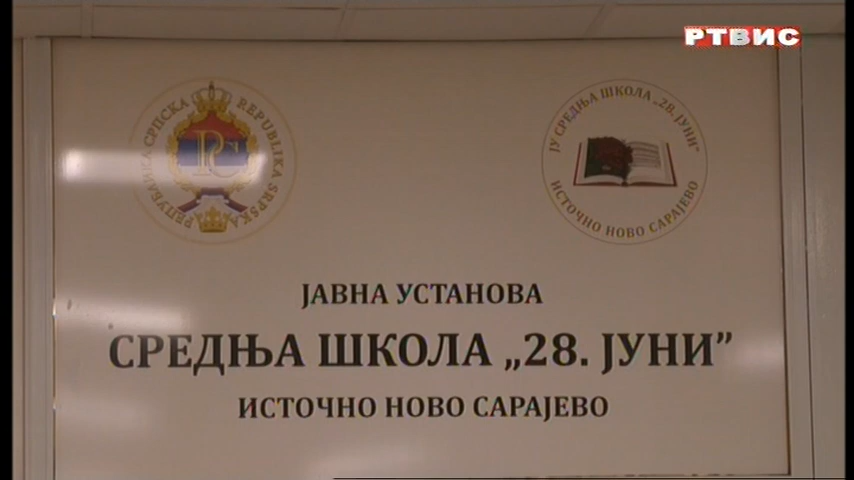 РТВИС
РЕПУБЛИКА СРПСКА
REPUBLIKA SRPSKA
РС
ЈУ СРЕДЊА ШКОЛА „28. ЈУНИ”
ИСТОЧНО НОВО САРАЈЕВО
ЈАВНА УСТАНОВА
СРЕДЊА ШКОЛА „28. ЈУНИ”
ИСТОЧНО НОВО САРАЈЕВО